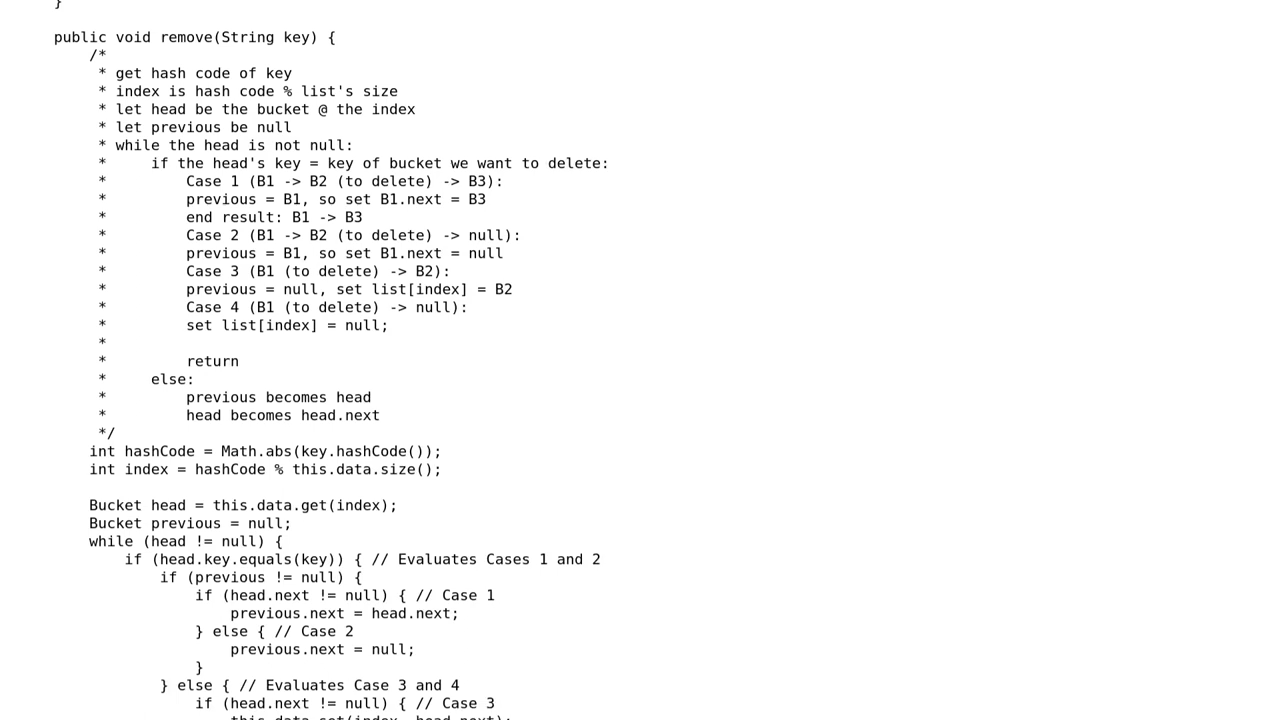 }
public void remove(String key) {
/*
* get hash code of key
* index is hash code % list's size
* let head be the bucket @ the index
* let previous be null
* while the head is not null:
* if the head's key = key of bucket we want to delete:
* Case 1 (B1 -> B2 (to delete) -> B3):
* previous = B1, so set B1.next = B3
* end result: B1 -> B3
* Case 2 (B1 -> B2 (to delete) -> null):
* previous = B1, so set B1.next = null
* Case 3 (B1 (to delete) -> B2):
* previous = null, set list[index] = B2
* Case 4 (B1 (to delete) -> null):
* set list[index] = null;
*
* return
* else:
* previous becomes head
* head becomes head.next
*/
int hashCode = Math.abs(key.hashCode());
int index = hashCode % this.data.size();
Bucket head = this.data.get(index);
Bucket previous = null;
while (head != null) {
if (head.key.equals(key)) { // Evaluates Cases 1 and 2
if (previous != null) {
if (head.next != null) { // Case 1
previous.next = head.next;
} else { // Case 2
previous.next = null;
}
} else { // Evaluates Case 3 and 4
if (head.next != null) { // Case 3
this.data.set(index, head.next);